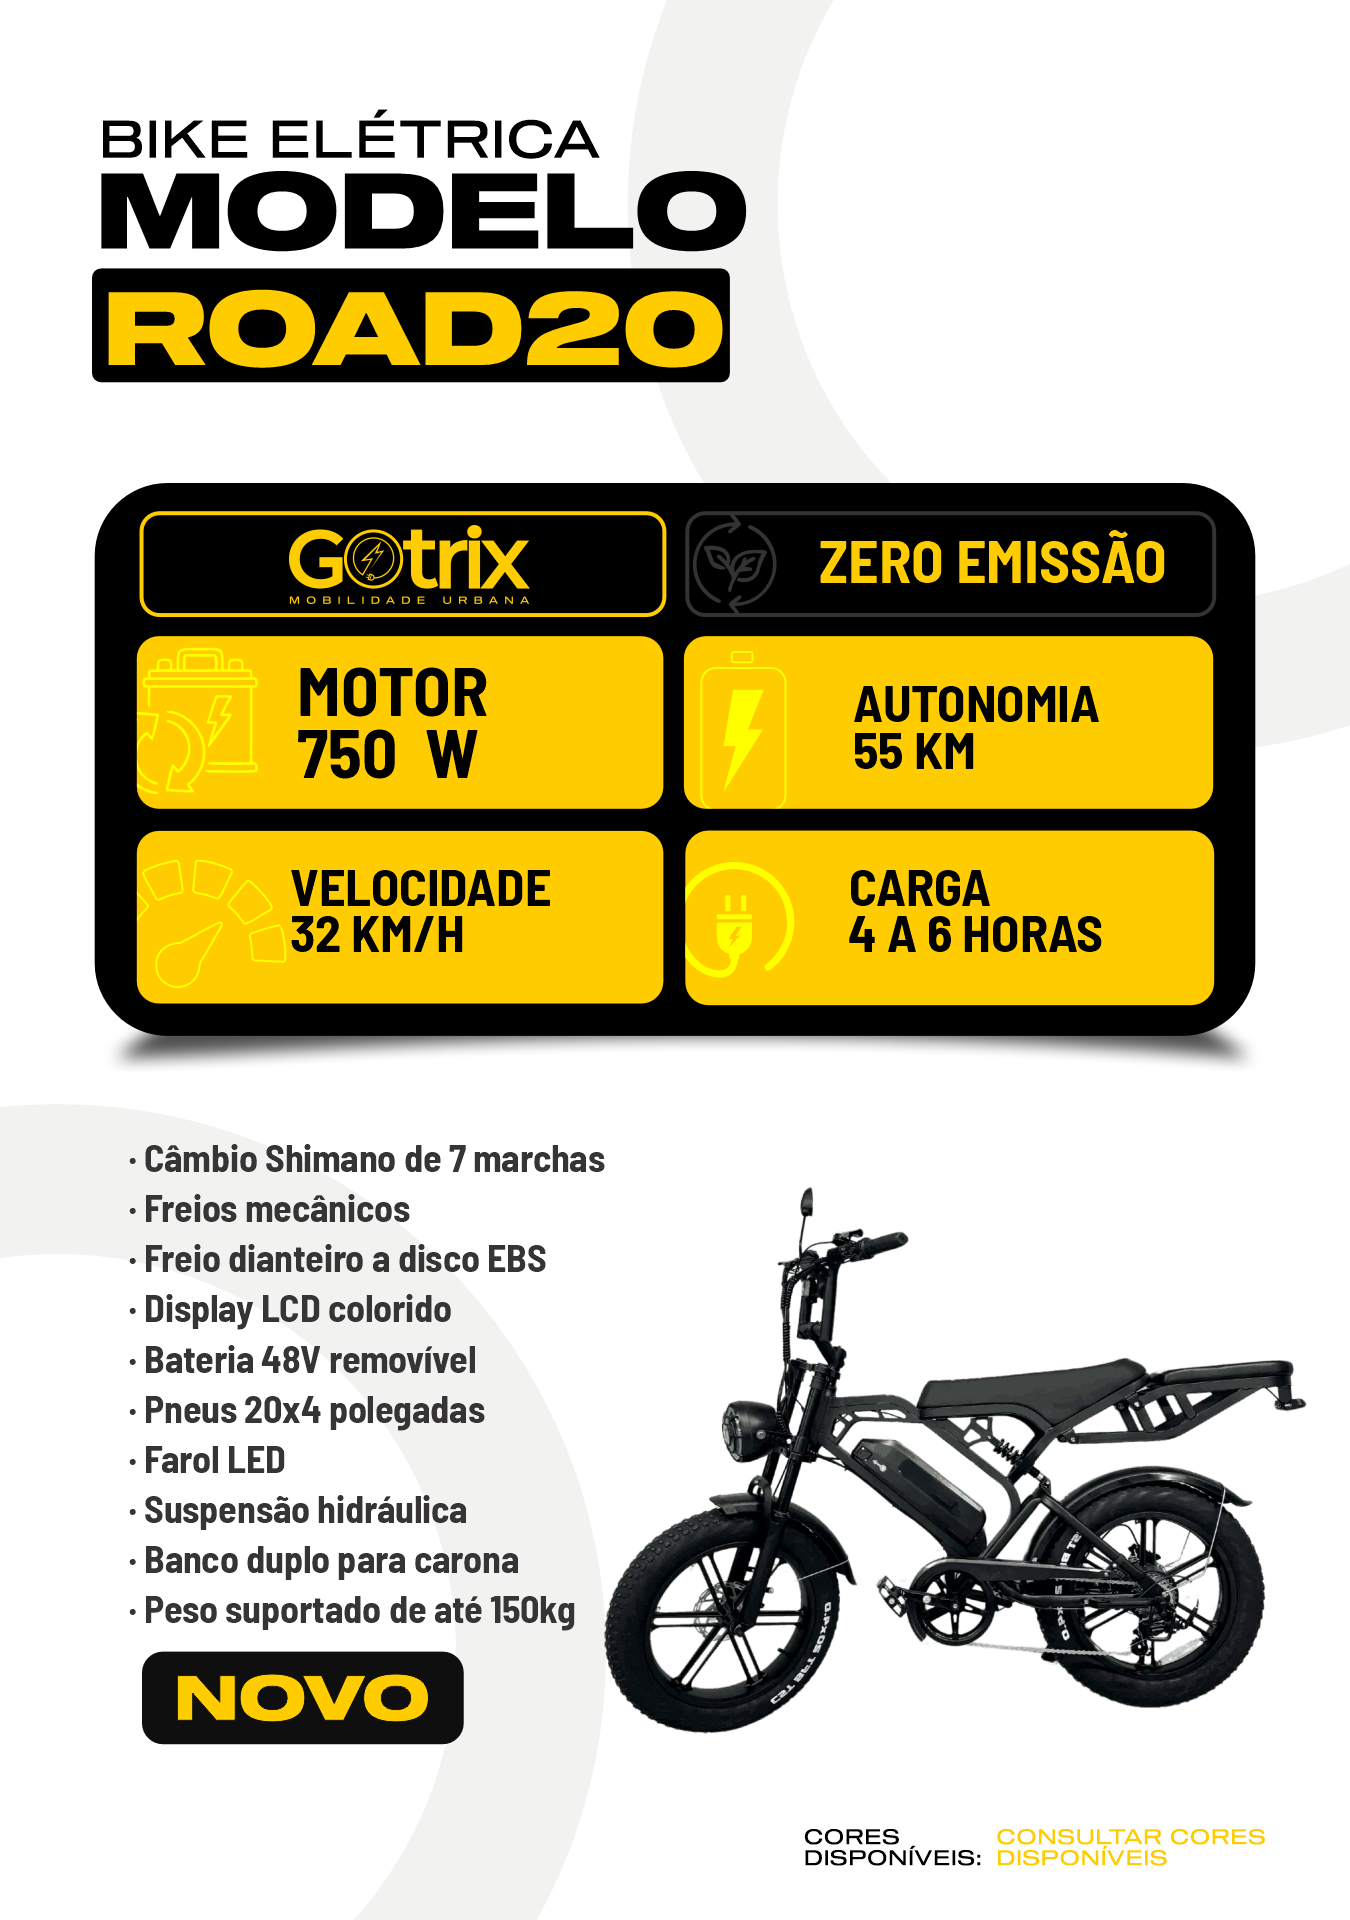 BIKE ELÉTRICA
MODELO
ROAD20
Gotrix
MOBILIDADE URBANA
ZERO EMISSÃO
MOTOR
750 W
AUTONOMIA
55 KM
VELOCIDADE
32 KM/H
CARGA
4 A 6 HORAS
· Câmbio Shimano de 7 marchas
· Freios mecânicos
· Freio dianteiro a disco EBS
· Display LCD colorido
· Bateria 48V removível
· Pneus 20x4 polegadas
· Farol LED
· Suspensão hidráulica
· Banco duplo para carona
· Peso suportado de até 150kg
NOVO
CORES
DISPONÍVEIS:
CONSULTAR CORES
DISPONÍVEIS